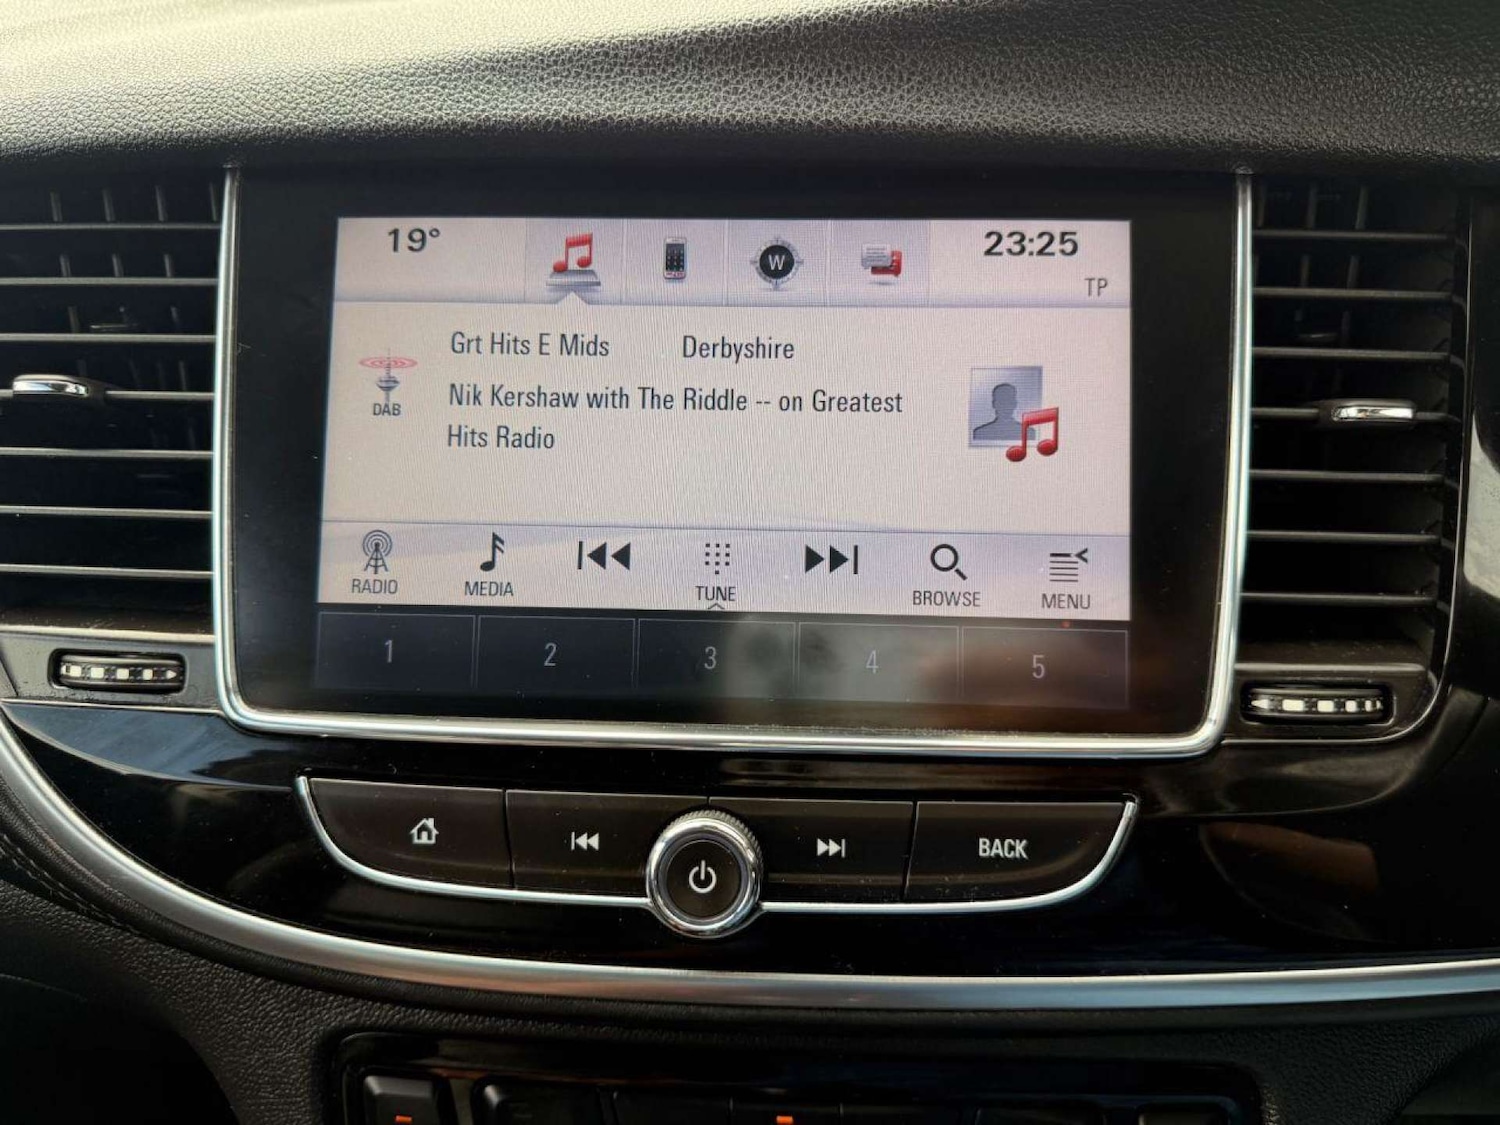 19° W 23:25
TP
Grt Hits E Mids Derbyshire
Nik Kershaw with The Riddle -- on Greatest
Hits Radio
DAB
RADIO MEDIA TUNE BROWSE MENU
1 2 3 4 5
BACK